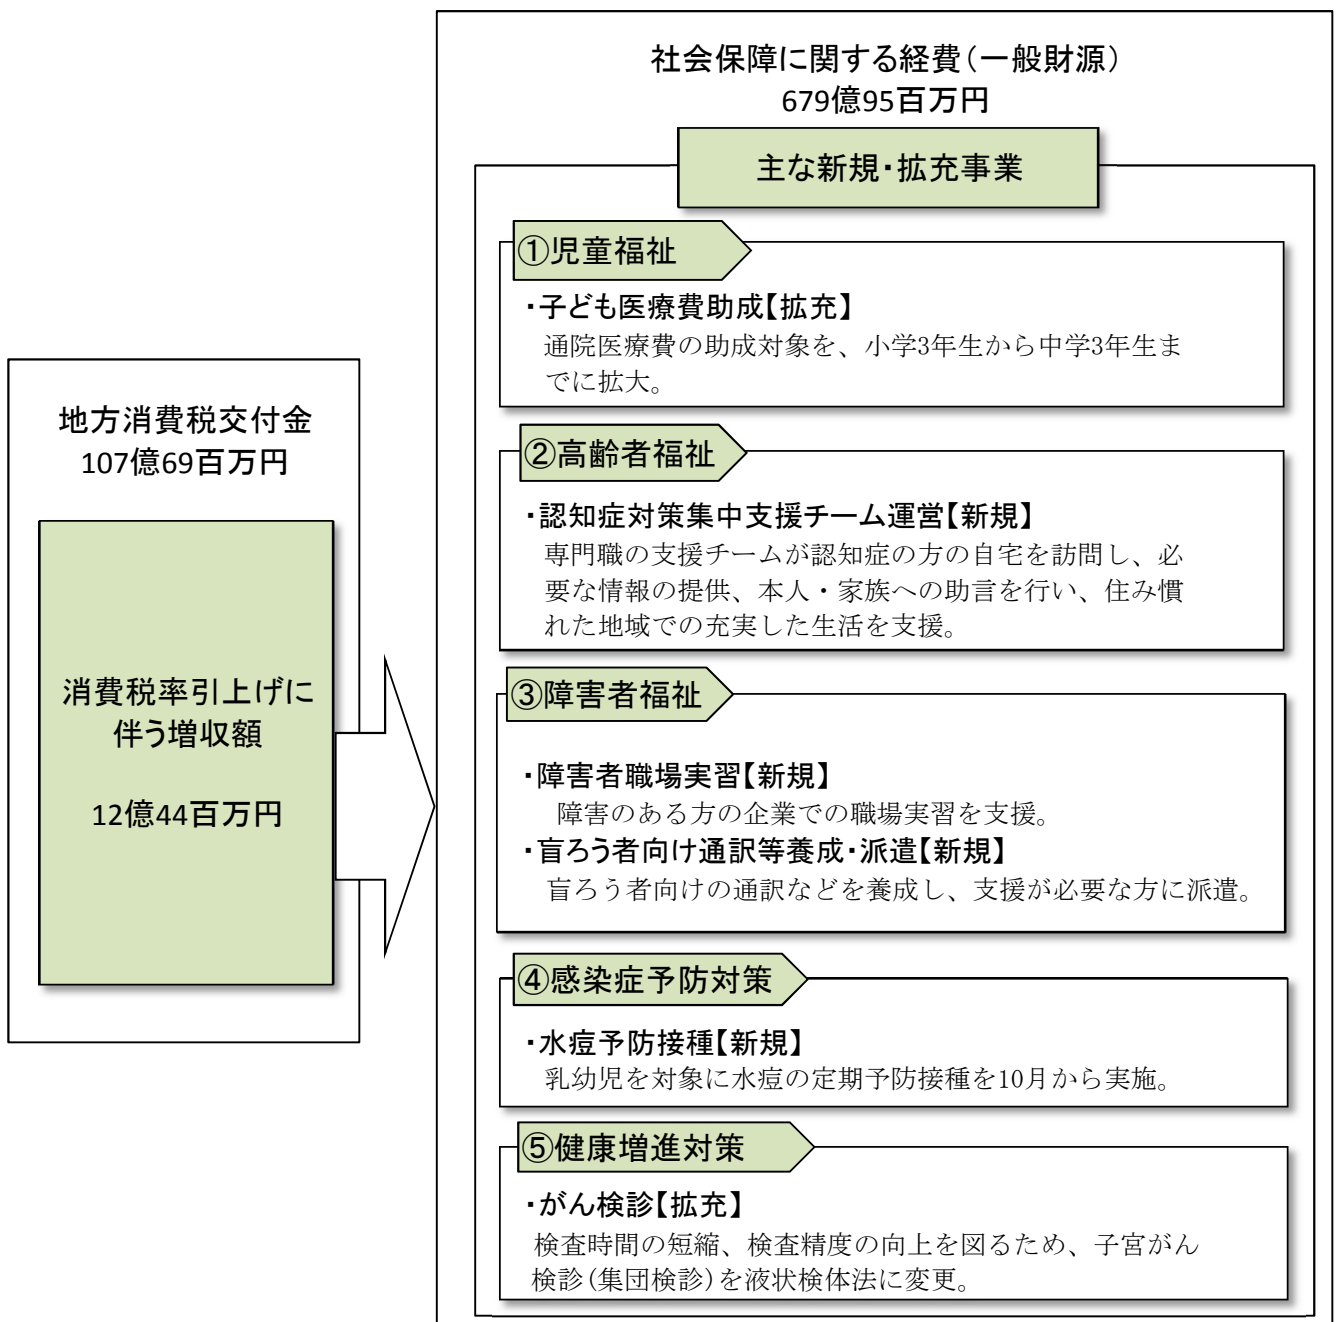 社会保障に関する経費(一般財源)
679億95百万円
主な新規・拡充事業
①児童福祉
・子ども医療費助成【拡充】
通院医療費の助成対象を、小学3年生から中学3年生ま
でに拡大。
地方消費税交付金
107億69百万円
消費税率引上げに
伴う増収額
12億44百万円
②高齢者福祉
・認知症対策集中支援チーム運営【新規】
専門職の支援チームが認知症の方の自宅を訪問し、必
要な情報の提供、本人・家族への助言を行い、住み慣
れた地域での充実した生活を支援。
③障害者福祉
・障害者職場実習【新規】
障害のある方の企業での職場実習を支援。
・盲ろう者向け通訳等養成・派遣【新規】
盲ろう者向けの通訳などを養成し、支援が必要な方に派遣。
④感染症予防対策
・水痘予防接種【新規】
乳幼児を対象に水痘の定期予防接種を10月から実施。
⑤健康増進対策
・がん検診【拡充】
検査時間の短縮、検査精度の向上を図るため、子宮がん
検診(集団検診)を液状検体法に変更。